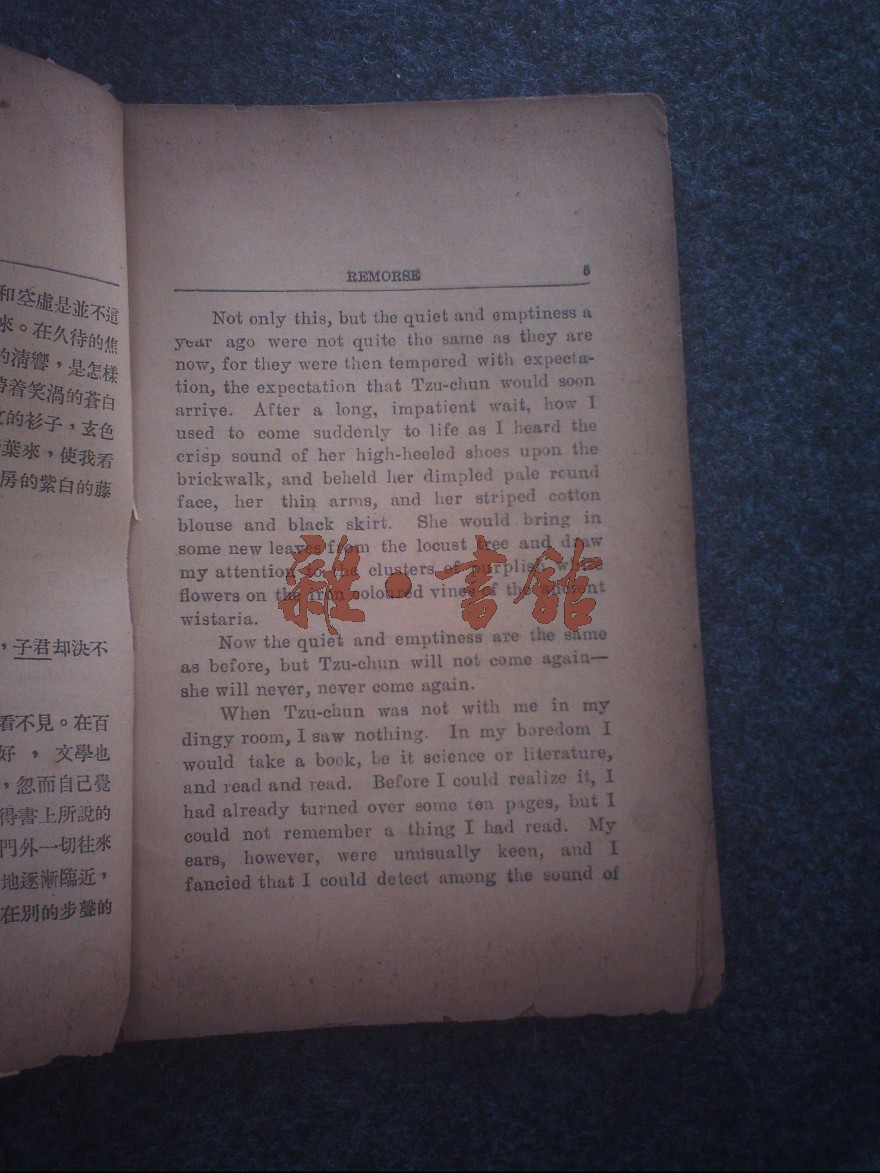 和空虛是並不這
來。在久待的焦
的清響，是怎樣
帶着笑渦的蒼白
的衫子，玄色
葉來，使我看
房的紫白的藤
，子君却決不
看不見。在百
好，文學也
，忽而自己覺
得書上所說的
門外一切往來
地逐漸臨近，
在別的步聲的
REMORSE 5
Not only this, but the quiet and emptiness a
year ago were not quite the same as they are
now, for they were then tempered with expecta-
tion, the expectation that Tzu-chun would soon
arrive. After a long, impatient wait, how I
used to come suddenly to life as I heard the
crisp sound of her high-heeled shoes upon the
brickwalk, and beheld her dimpled pale round
face, her thin arms, and her striped cotton
blouse and black skirt. She would bring in
some new leaves from the locust tree and draw
my attention to the clusters of purplish white
flowers on the iron coloured vines of the ancient
wistaria.
Now the quiet and emptiness are the same
as before, but Tzu-chun will not come again—
she will never, never come again.
When Tzu-chun was not with me in my
dingy room, I saw nothing. In my boredom I
would take a book, be it science or literature,
and read and read. Before I could realize it, I
had already turned over some ten pages, but I
could not remember a thing I had read. My
ears, however, were unusually keen, and I
fancied that I could detect among the sound of
雜·書館